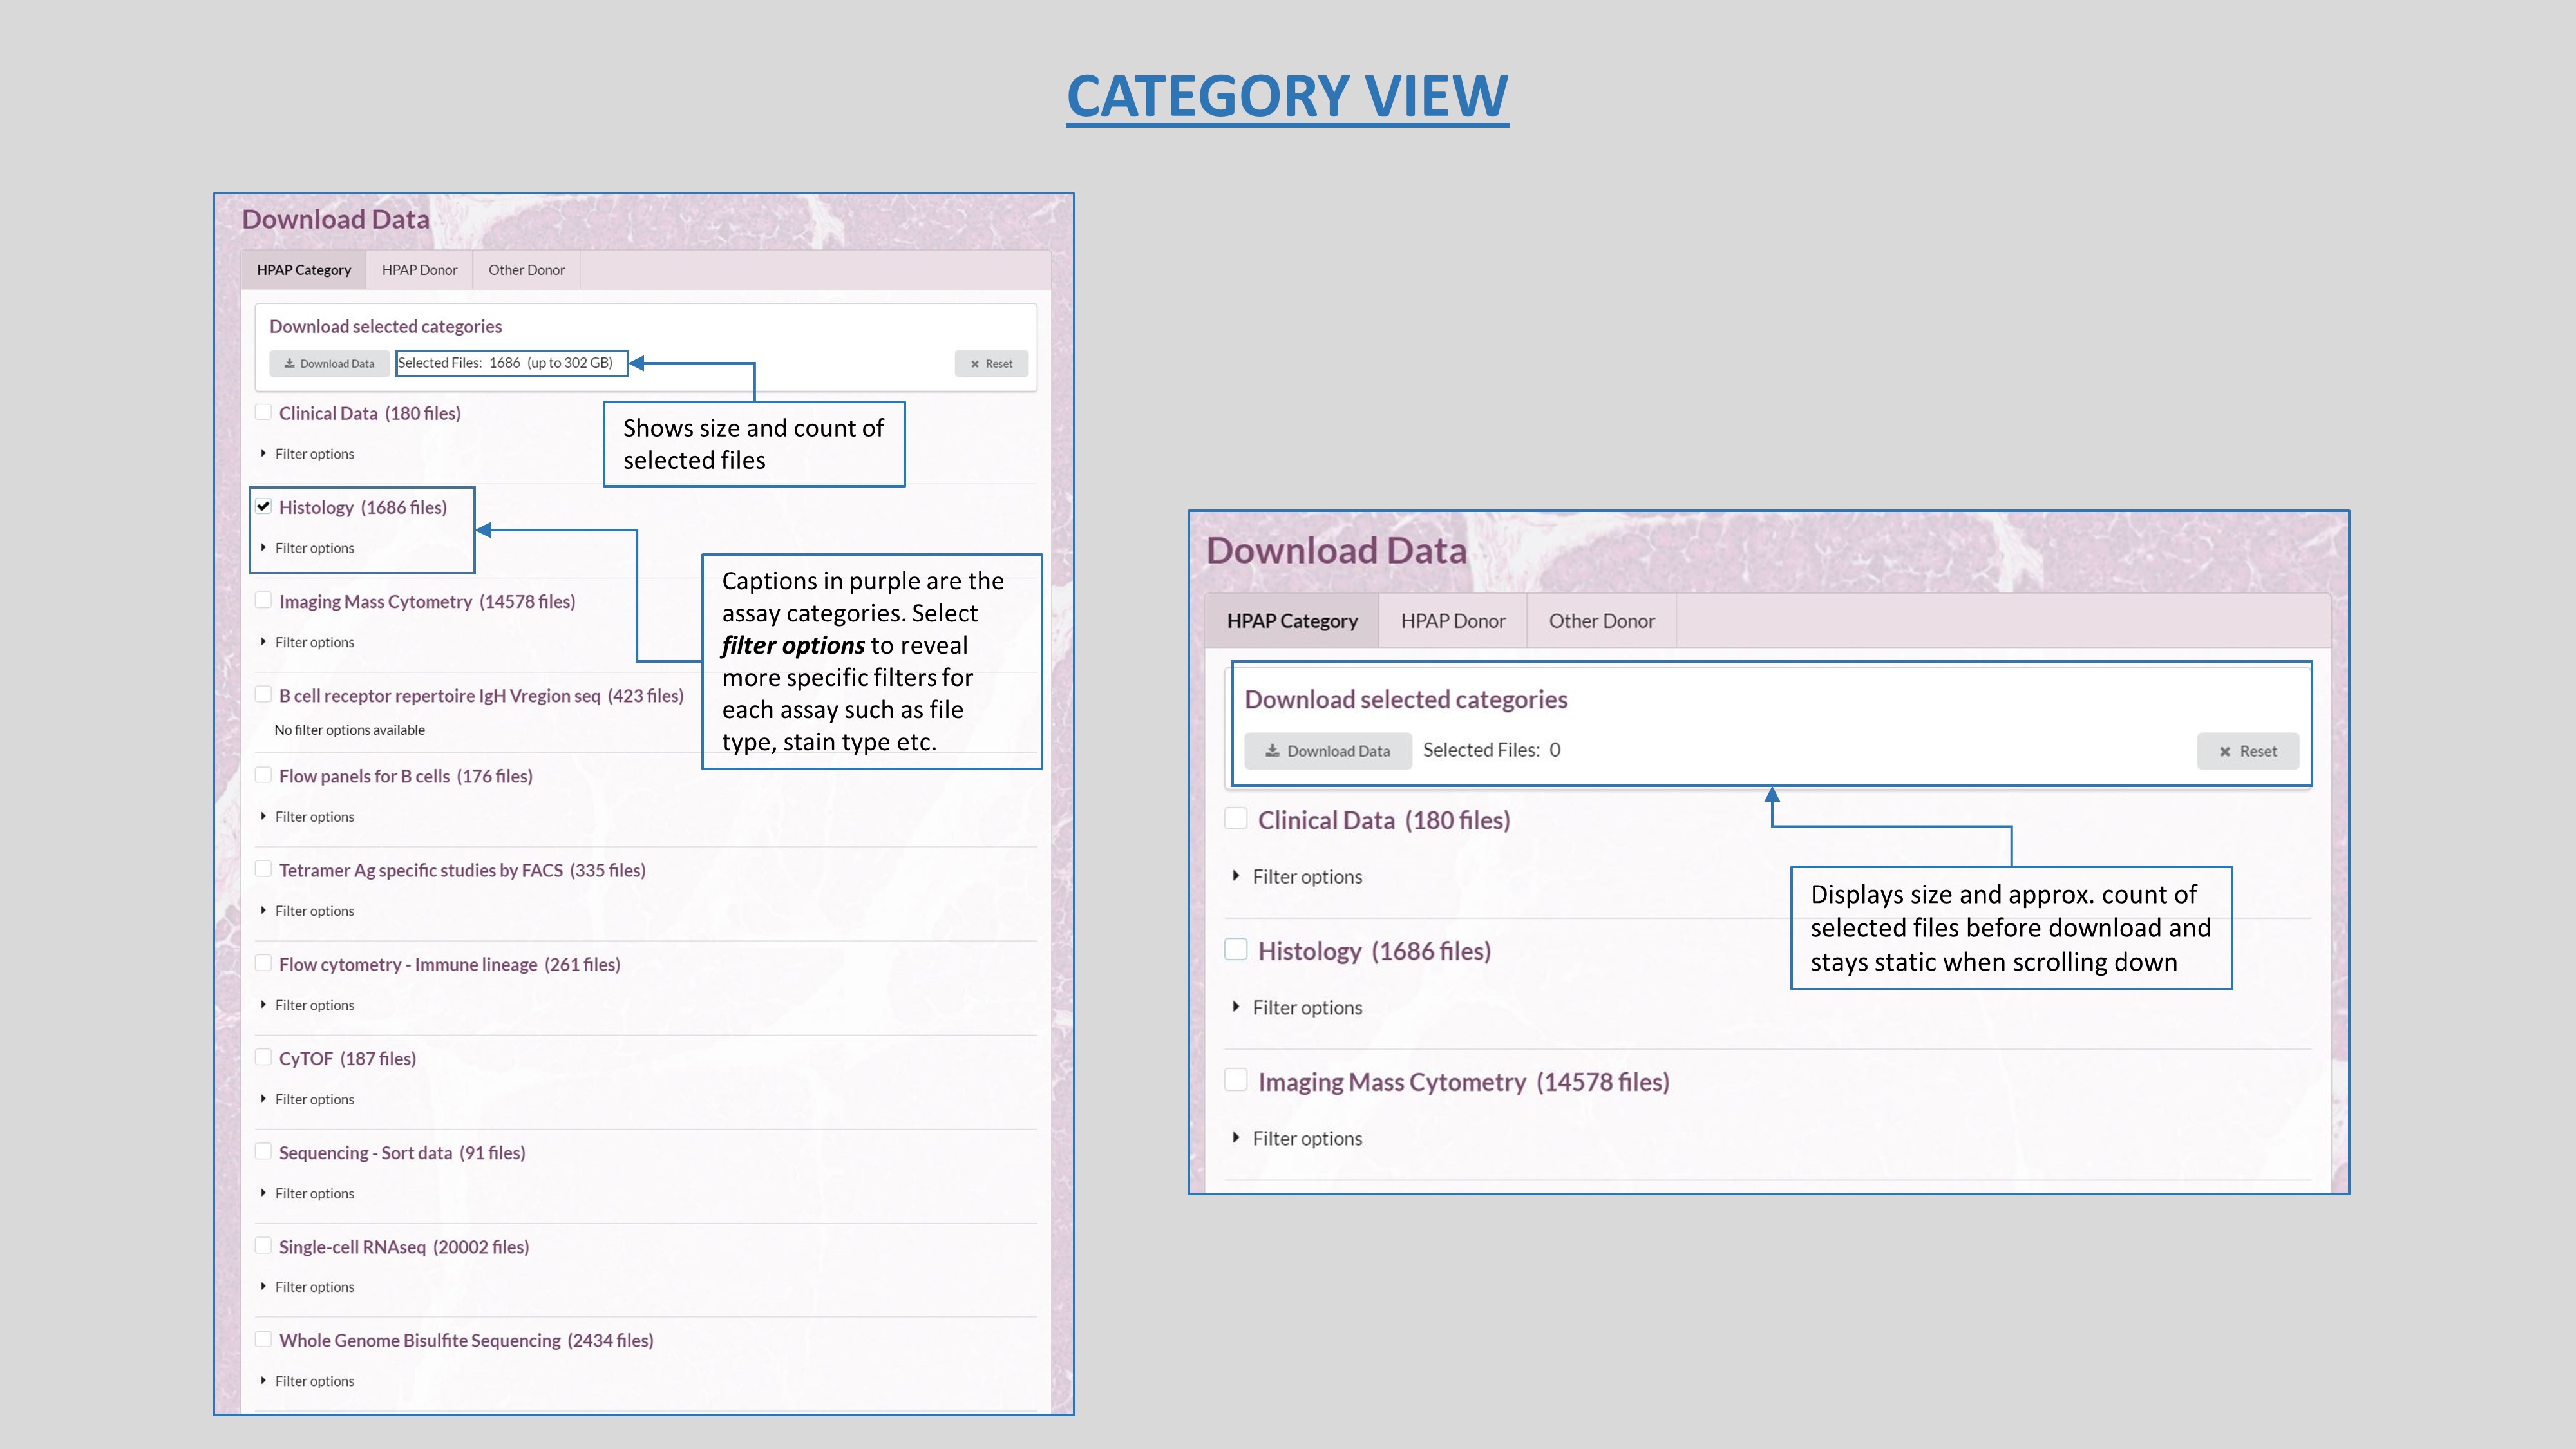 CATEGORY VIEW
Download Data
HPAP Category HPAP Donor Other Donor
Download selected categories
Download Data Selected Files: 1686 (up to 302 GB) Reset
Clinical Data (180 files)
Filter options
Shows size and count of
selected files
Histology (1686 files)
Filter options
Captions in purple are the
assay categories. Select
filter options to reveal
more specific filters for
each assay such as file
type, stain type etc.
Imaging Mass Cytometry (14578 files)
Filter options
B cell receptor repertoire IgH Vregion seq (423 files)
No filter options available
Flow panels for B cells (176 files)
Filter options
Tetramer Ag specific studies by FACS (335 files)
Filter options
Flow cytometry - Immune lineage (261 files)
Filter options
CyTOF (187 files)
Filter options
Sequencing - Sort data (91 files)
Filter options
Single-cell RNAseq (20002 files)
Filter options
Whole Genome Bisulfite Sequencing (2434 files)
Filter options
Download Data
HPAP Category HPAP Donor Other Donor
Download selected categories
Download Data Selected Files: 0 Reset
Clinical Data (180 files)
Filter options
Displays size and approx. count of
selected files before download and
stays static when scrolling down
Histology (1686 files)
Filter options
Imaging Mass Cytometry (14578 files)
Filter options